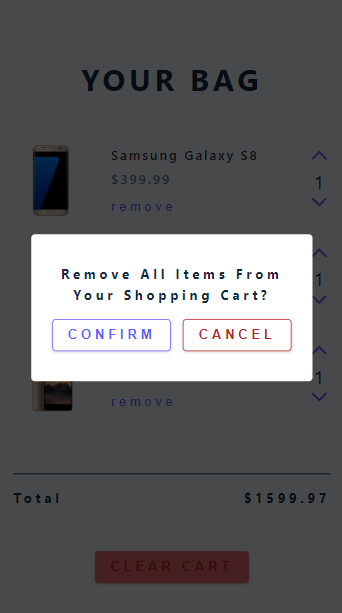 YOUR BAG
Samsung Galaxy S8
$399.99
remove
1
1
Remove All Items From
Your Shopping Cart?
CONFIRM
CANCEL
1
remove
Total
$1599.97
CLEAR CART